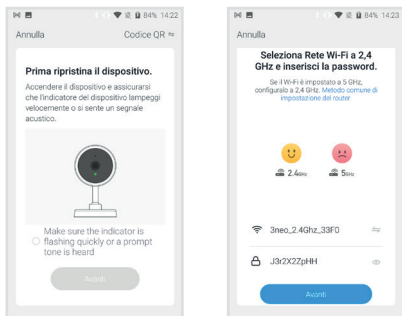 84% 14:22
Annulla
Codice QR
Prima ripristina il dispositivo.
Accendere il dispositivo e assicurarsi
che l'indicatore del dispositivo lampeggi
velocemente o si sente un segnale
acustico.
Make sure the indicator is
flashing quickly or a prompt
tone is heard
Avanti
84% 14:23
Annulla
Seleziona Rete Wi-Fi a 2,4
GHz e inserisci la password.
Se il Wi-Fi è impostato a 5 GHz,
configuralo a 2,4 GHz. Metodo comune di
impostazione del router
2.4GHz
5GHz
3neo_2.4Ghz_33F0
J3r2X2ZpHH
Avanti